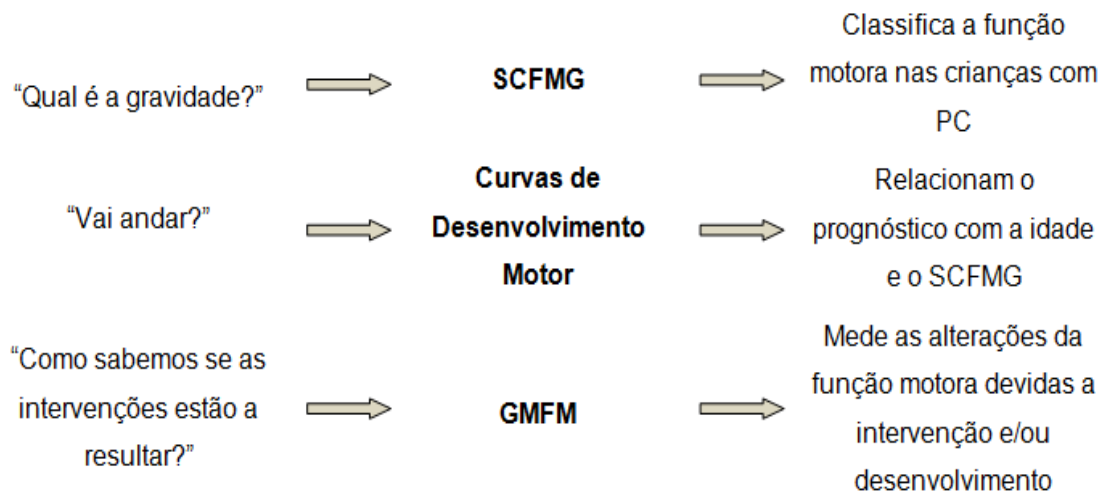 “Qual é a gravidade?”
SCFMG
Classifica a função
motora nas crianças com
PC
“Vai andar?”
Curvas de
Desenvolvimento
Motor
Relacionam o
prognóstico com a idade
e o SCFMG
“Como sabemos se as
intervenções estão a
resultar?”
GMFM
Mede as alterações da
função motora devidas a
intervenção e/ou
desenvolvimento